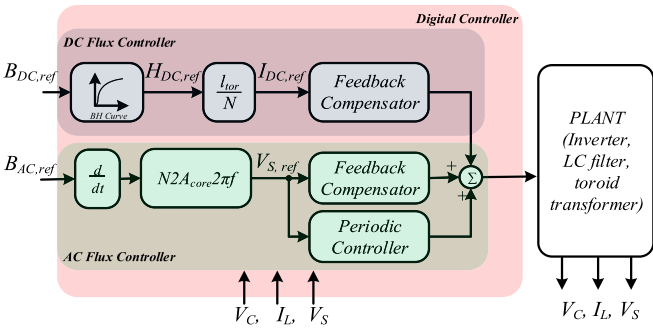 Digital Controller
DC Flux Controller
B_{DC,ref}
BH Curve
H_{DC,ref}
l_{tor}
N
I_{DC,ref}
Feedback
Compensator
PLANT
(Inverter,
LC filter,
toroid
transformer)
B_{AC,ref}
d
dt
N2A_{core}2πf
V_{S, ref}
Feedback
Compensator
+
Σ
+
Periodic
Controller
AC Flux Controller
V_C, I_L, V_S
V_C, I_L, V_S